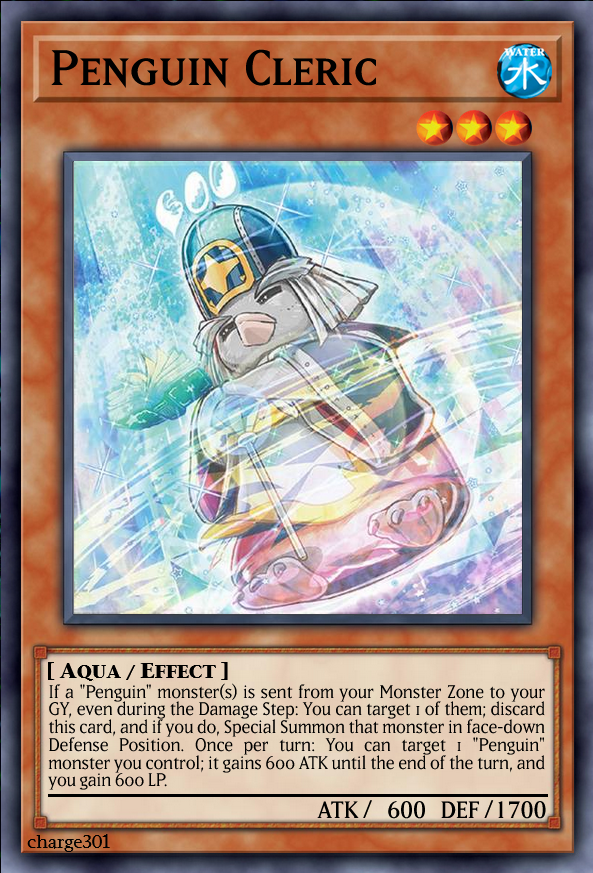 Penguin Cleric
WATER
水
600
[ Aqua / Effect ]
If a "Penguin" monster(s) is sent from your Monster Zone to your
GY, even during the Damage Step: You can target 1 of them; discard
this card, and if you do, Special Summon that monster in face-down
Defense Position. Once per turn: You can target 1 "Penguin"
monster you control; it gains 600 ATK until the end of the turn, and
you gain 600 LP.
ATK / 600 DEF /1700
charge301